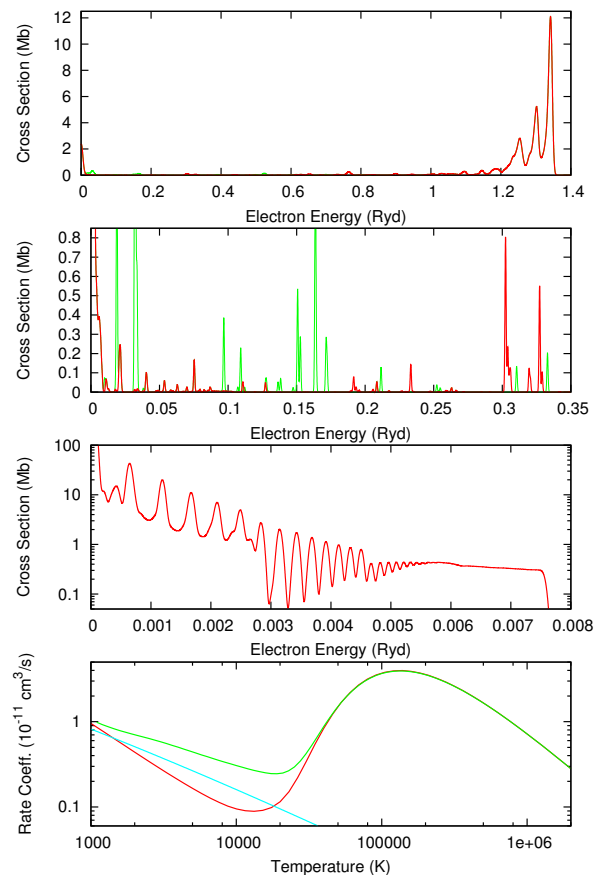 Cross Section (Mb)
12
10
8
6
4
2
0
0 0.2 0.4 0.6 0.8 1 1.2 1.4
Electron Energy (Ryd)
Cross Section (Mb)
0.8
0.7
0.6
0.5
0.4
0.3
0.2
0.1
0
0 0.05 0.1 0.15 0.2 0.25 0.3 0.35
Electron Energy (Ryd)
Cross Section (Mb)
100
10
1
0.1
0 0.001 0.002 0.003 0.004 0.005 0.006 0.007 0.008
Electron Energy (Ryd)
Rate Coeff. (10⁻¹¹ cm³/s)
1
0.1
1000 10000 100000 1e+06
Temperature (K)